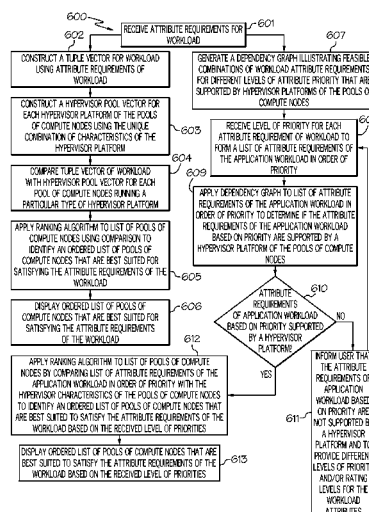 600
601
RECEIVE ATTRIBUTE REQUIREMENTS FOR
WORKLOAD
602
CONSTRUCT A TUPLE VECTOR FOR WORKLOAD
USING ATTRIBUTE REQUIREMENTS OF
WORKLOAD
CONSTRUCT A HYPERVISOR POOL VECTOR FOR
EACH HYPERVISOR PLATFORM OF THE POOLS
OF COMPUTE NODES USING THE UNIQUE
COMBINATION OF CHARACTERISTICS OF THE
HYPERVISOR PLATFORM
603
604
COMPARE TUPLE VECTOR OF WORKLOAD
WITH HYPERVISOR POOL VECTOR FOR EACH
POOL OF COMPUTE NODES RUNNING A
PARTICULAR TYPE OF HYPERVISOR PLATFORM
APPLY RANKING ALGORITHM TO LIST OF POOLS OF
COMPUTE NODES USING COMPARISON TO
IDENTIFY AN ORDERED LIST OF POOLS OF
COMPUTE NODES THAT ARE BEST SUITED FOR
SATISFYING THE ATTRIBUTE REQUIREMENTS OF THE
WORKLOAD
605
DISPLAY ORDERED LIST OF POOLS OF
COMPUTE NODES THAT ARE BEST SUITED FOR
SATISFYING THE ATTRIBUTE REQUIREMENTS
OF THE WORKLOAD
606
607
GENERATE A DEPENDENCY GRAPH ILLUSTRATING FEASIBLE
COMBINATIONS OF WORKLOAD ATTRIBUTE REQUIREMENTS
FOR DIFFERENT LEVELS OF ATTRIBUTE PRIORITY THAT ARE
SUPPORTED BY HYPERVISOR PLATFORMS OF THE POOLS OF
COMPUTE NODES
RECEIVE LEVEL OF PRIORITY FOR EACH
ATTRIBUTE REQUIREMENT OF WORKLOAD TO
FORM A LIST OF ATTRIBUTE REQUIREMENTS OF
THE APPLICATION WORKLOAD IN ORDER OF
PRIORITY
609
APPLY DEPENDENCY GRAPH TO LIST OF ATTRIBUTE
REQUIREMENTS OF THE APPLICATION WORKLOAD IN
ORDER OF PRIORITY TO DETERMINE IF THE ATTRIBUTE
REQUIREMENTS OF THE APPLICATION WORKLOAD
BASED ON PRIORITY ARE SUPPORTED BY A
HYPERVISOR PLATFORM OF THE POOLS OF COMPUTE
NODES
610
ATTRIBUTE
REQUIREMENTS
OF APPLICATION WORKLOAD
BASED ON PRIORITY SUPPORTED
BY A HYPERVISOR
PLATFORM?
NO
YES
INFORM USER THAT
THE ATTRIBUTE
REQUIREMENTS OF
APPLICATION
WORKLOAD BASED
ON PRIORITY ARE
NOT SUPPORTED BY
A HYPERVISOR
PLATFORM AND TO
PROVIDE DIFFERENT
LEVELS OF PRIORITY
AND/OR RATING
LEVELS FOR THE
WORKLOAD
ATTRIBUTES
611
612
APPLY RANKING ALGORITHM TO LIST OF POOLS OF COMPUTE
NODES BY COMPARING LIST OF ATTRIBUTE REQUIREMENTS OF THE
APPLICATION WORKLOAD IN ORDER OF PRIORITY WITH THE
HYPERVISOR CHARACTERISTICS OF THE POOLS OF COMPUTE NODES
TO IDENTIFY AN ORDERED LIST OF POOLS OF COMPUTE NODES THAT
ARE BEST SUITED TO SATISFY THE ATTRIBUTE REQUIREMENTS OF THE
WORKLOAD BASED ON THE RECEIVED LEVEL OF PRIORITIES
DISPLAY ORDERED LIST OF POOLS OF COMPUTE NODES THAT ARE
BEST SUITED TO SATISFY THE ATTRIBUTE REQUIREMENTS OF THE
WORKLOAD BASED ON THE RECEIVED LEVEL OF PRIORITIES
613